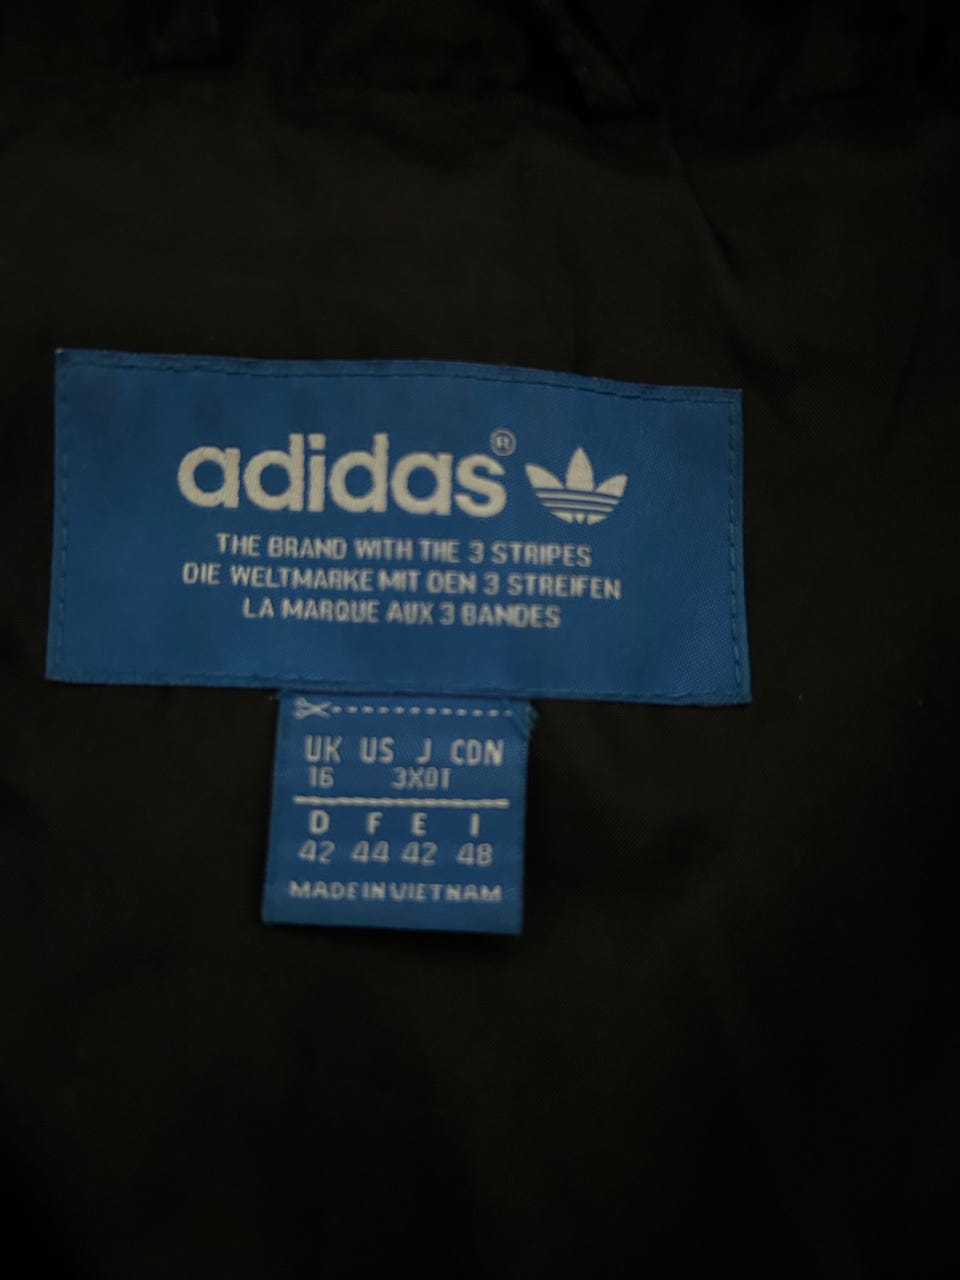 adidas®
THE BRAND WITH THE 3 STRIPES
DIE WELTMARKE MIT DEN 3 STREIFEN
LA MARQUE AUX 3 BANDES
UK US J CDN
16 3XOT
D F E I
42 44 42 48
MADE IN VIETNAM